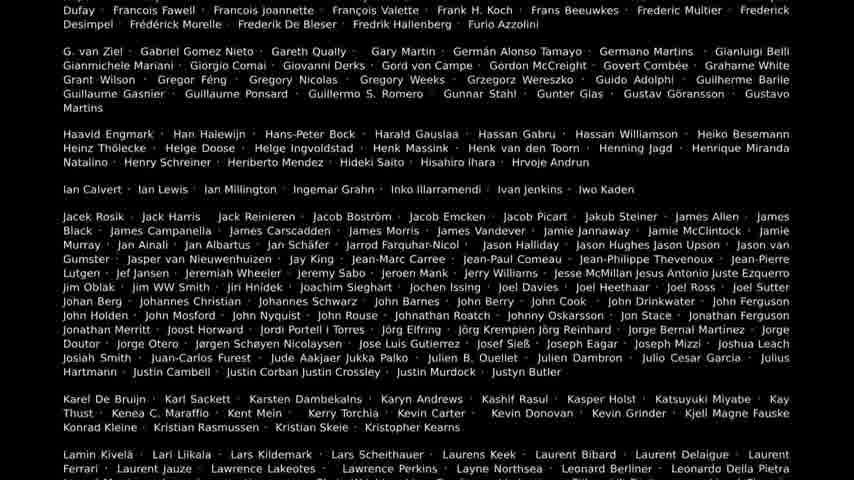 Dufay · Francois Fawell · Francois Joannette · François Valette · Frank H. Koch · Frans Beeuwkes · Frederic Multier · Frederick
Desimpel · Frédérick Morelle · Frederik De Bleser · Fredrik Hallenberg · Furio Azzolini
G. van Ziel · Gabriel Gomez Nieto · Gareth Qually · Gary Martin · Germán Alonso Tamayo · Germano Martins · Gianluigi Belli
Gianmichele Mariani · Giorgio Comai · Giovanni Derks · Gord von Campe · Gordon McCreight · Govert Combée · Grahame White
Grant Wilson · Gregor Féng · Gregory Nicolas · Gregory Weeks · Grzegorz Wereszko · Guido Adolphi · Guilherme Barile
Guillaume Gasnier · Guillaume Ponsard · Guillermo S. Romero · Gunnar Stahl · Gunter Glas · Gustav Göransson · Gustavo
Martins
Haavid Engmark · Han Haiewijn · Hans-Peter Bock · Harald Gauslaa · Hassan Gabru · Hassan Williamson · Heiko Besemann
Heinz Thölecke · Helge Doose · Helge Ingvoldstad · Henk Massink · Henk van den Toorn · Henning Jagd · Henrique Miranda
Natalino · Henry Schreiner · Heriberto Mendez · Hideki Saito · Hisahiro Ihara · Hrvoje Andrun
Ian Calvert · Ian Lewis · Ian Millington · Ingemar Grahn · Inko Illarramendi · Ivan Jenkins · Iwo Kaden
Jacek Rosik · Jack Harris · Jack Reinieren · Jacob Boström · Jacob Emcken · Jacob Picart · Jakub Steiner · James Allen · James
Black · James Campanella · James Carscadden · James Morris · James Vandever · Jamie Jannaway · Jamie McClintock · Jamie
Murray · Jan Ainali · Jan Albartus · Jan Schäfer · Jarrod Farquhar-Nicol · Jason Halliday · Jason Hughes Jason Upson · Jason van
Gumster · Jasper van Nieuwenhuizen · Jay King · Jean-Marc Carree · Jean-Paul Comeau · Jean-Philippe Thevenoux · Jean-Pierre
Lutgen · Jef Jansen · Jeremiah Wheeler · Jeremy Sabo · Jeroen Mank · Jerry Williams · Jesse McMillan Jesus Antonio Juste Ezquerro
Jim Oblak · Jim WW Smith · Jiri Hnídek · Joachim Sieghart · Jochen Issing · Joel Davies · Joel Heethaar · Joel Ross · Joel Sutter
Johan Berg · Johannes Christian · Johannes Schwarz · John Barnes · John Berry · John Cook · John Drinkwater · John Ferguson
John Holden · John Mosford · John Nyquist · John Rouse · Johnathan Roatch · Johnny Oskarsson · Jon Stace · Jonathan Ferguson
Jonathan Merritt · Joost Horward · Jordi Portell i Torres · Jörg Elfring · Jörg Krempien Jörg Reinhard · Jorge Bernal Martinez · Jorge
Doutor · Jorge Otero · Jørgen Schøyen Nicolaysen · Jose Luis Gutierrez · Josef Sieß · Joseph Eagar · Joseph Mizzi · Joshua Leach
Josiah Smith · Juan-Carlos Furest · Jude Aakjaer Jukka Palko · Julien B. Ouellet · Julien Dambron · Julio Cesar Garcia · Julius
Hartmann · Justin Cambell · Justin Corban Justin Crossley · Justin Murdock · Justyn Butler
Karel De Bruijn · Karl Sackett · Karsten Dambekalns · Karyn Andrews · Kashif Rasul · Kasper Holst · Katsuyuki Miyabe · Kay
Thust · Kenea C. Maraffio · Kent Mein · Kerry Torchia · Kevin Carter · Kevin Donovan · Kevin Grinder · Kjell Magne Fauske
Konrad Kleine · Kristian Rasmussen · Kristian Skeie · Kristopher Kearns
Lamin Kivelä · Lari Liikala · Lars Kildemark · Lars Scheithauer · Laurens Keek · Laurent Bibard · Laurent Delaigue · Laurent
Ferrari · Laurent Jauze · Lawrence Lakeotes · Lawrence Perkins · Layne Northsea · Leonard Berliner · Leonardo Della Pietra